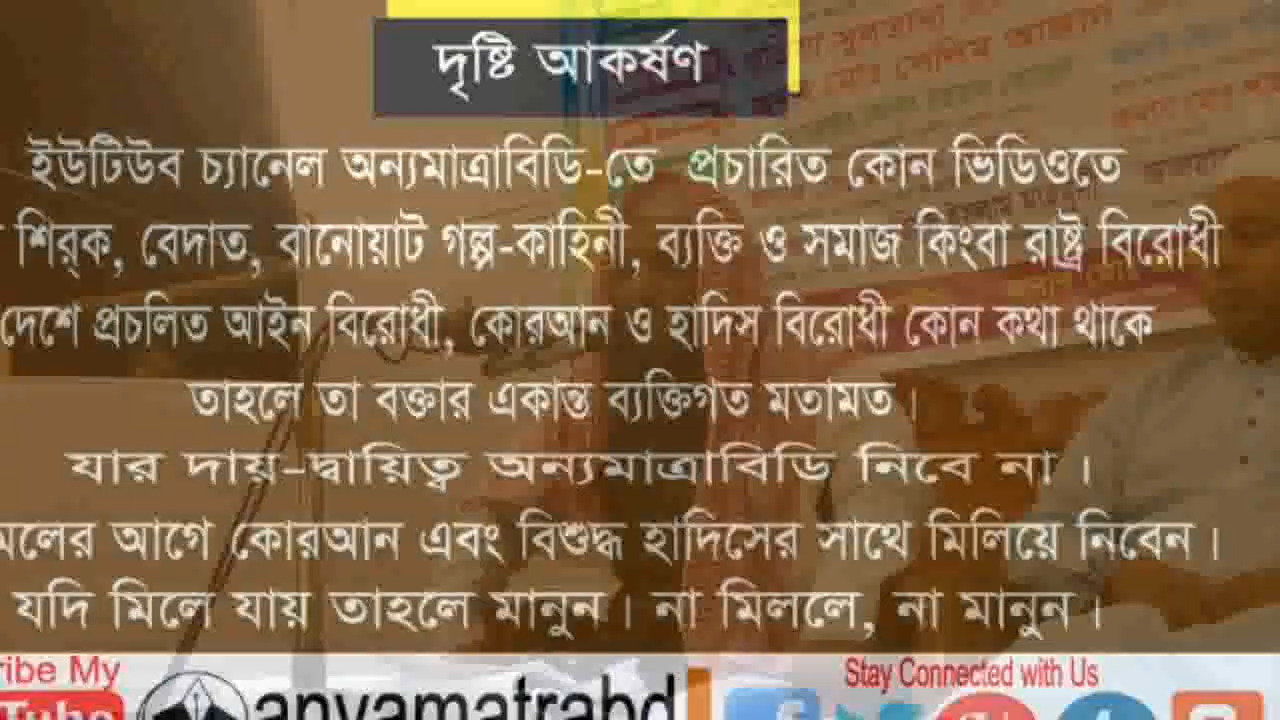 দৃষ্টি আকর্ষণ
ইউটিউব চ্যানেল অন্যমাত্রাবিডি-তে প্রচারিত কোন ভিডিওতে
শির্‌ক, বেদাত, বানোয়াট গল্প-কাহিনী, ব্যক্তি ও সমাজ কিংবা রাষ্ট্র বিরোধী
দেশে প্রচলিত আইন বিরোধী, কোরআন ও হাদিস বিরোধী কোন কথা থাকে
তাহলে তা বক্তার একান্ত ব্যক্তিগত মতামত।
যার দায়-দ্বায়িত্ব অন্যমাত্রাবিডি নিবে না।
মলের আগে কোরআন এবং বিশুদ্ধ হাদিসের সাথে মিলিয়ে নিবেন।
যদি মিলে যায় তাহলে মানুন। না মিললে, না মানুন।
ribe My
Tube
anyamatrabd
Stay Connected with Us